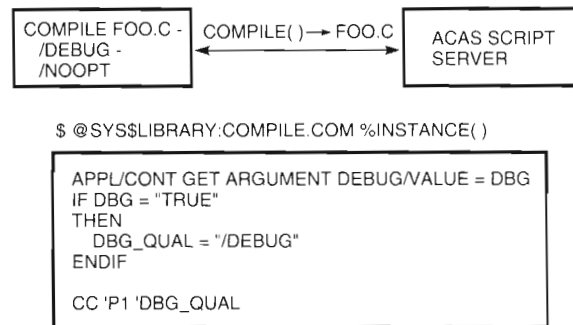 COMPILE FOO.C -
/DEBUG -
/NOOPT
COMPILE( ) → FOO.C
ACAS SCRIPT
SERVER
$ @SYS$LIBRARY:COMPILE.COM %INSTANCE( )
APPL/CONT GET ARGUMENT DEBUG/VALUE = DBG
IF DBG = "TRUE"
THEN
DBG_QUAL = "/DEBUG"
ENDIF
CC 'P1 'DBG_QUAL